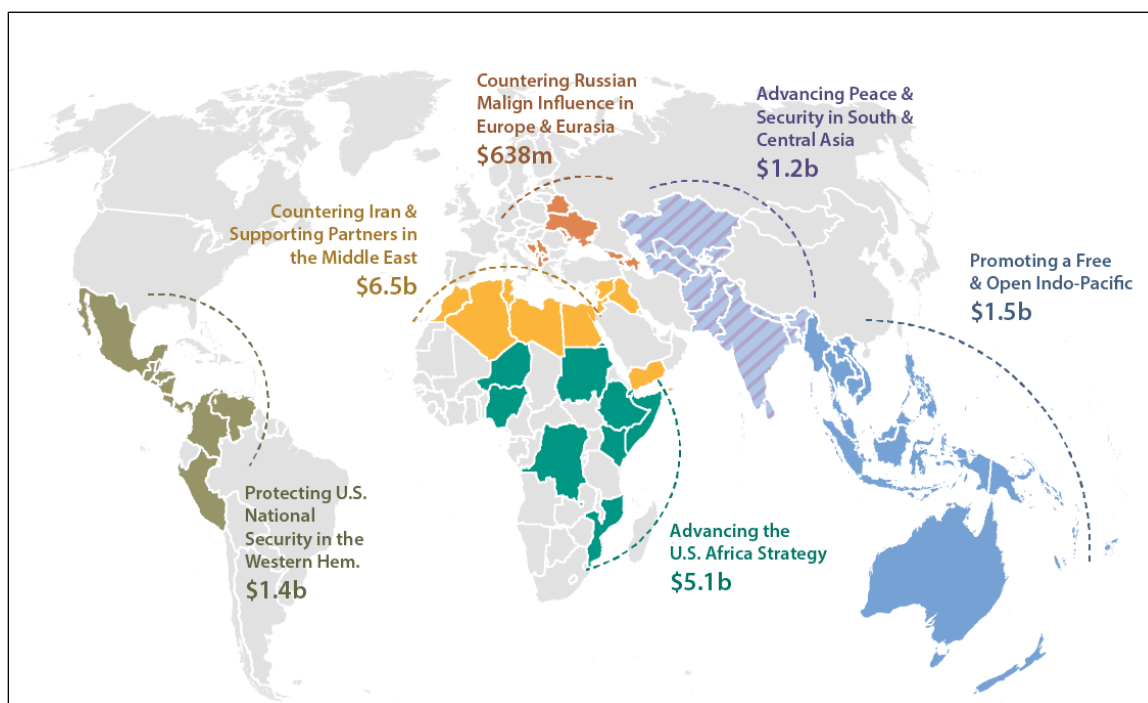 Countering Russian
Malign Influence in
Europe & Eurasia
$638m
Advancing Peace &
Security in South &
Central Asia
$1.2b
Countering Iran &
Supporting Partners in
the Middle East
$6.5b
Promoting a Free
& Open Indo-Pacific
$1.5b
Protecting U.S.
National
Security in the
Western Hem.
$1.4b
Advancing the
U.S. Africa Strategy
$5.1b